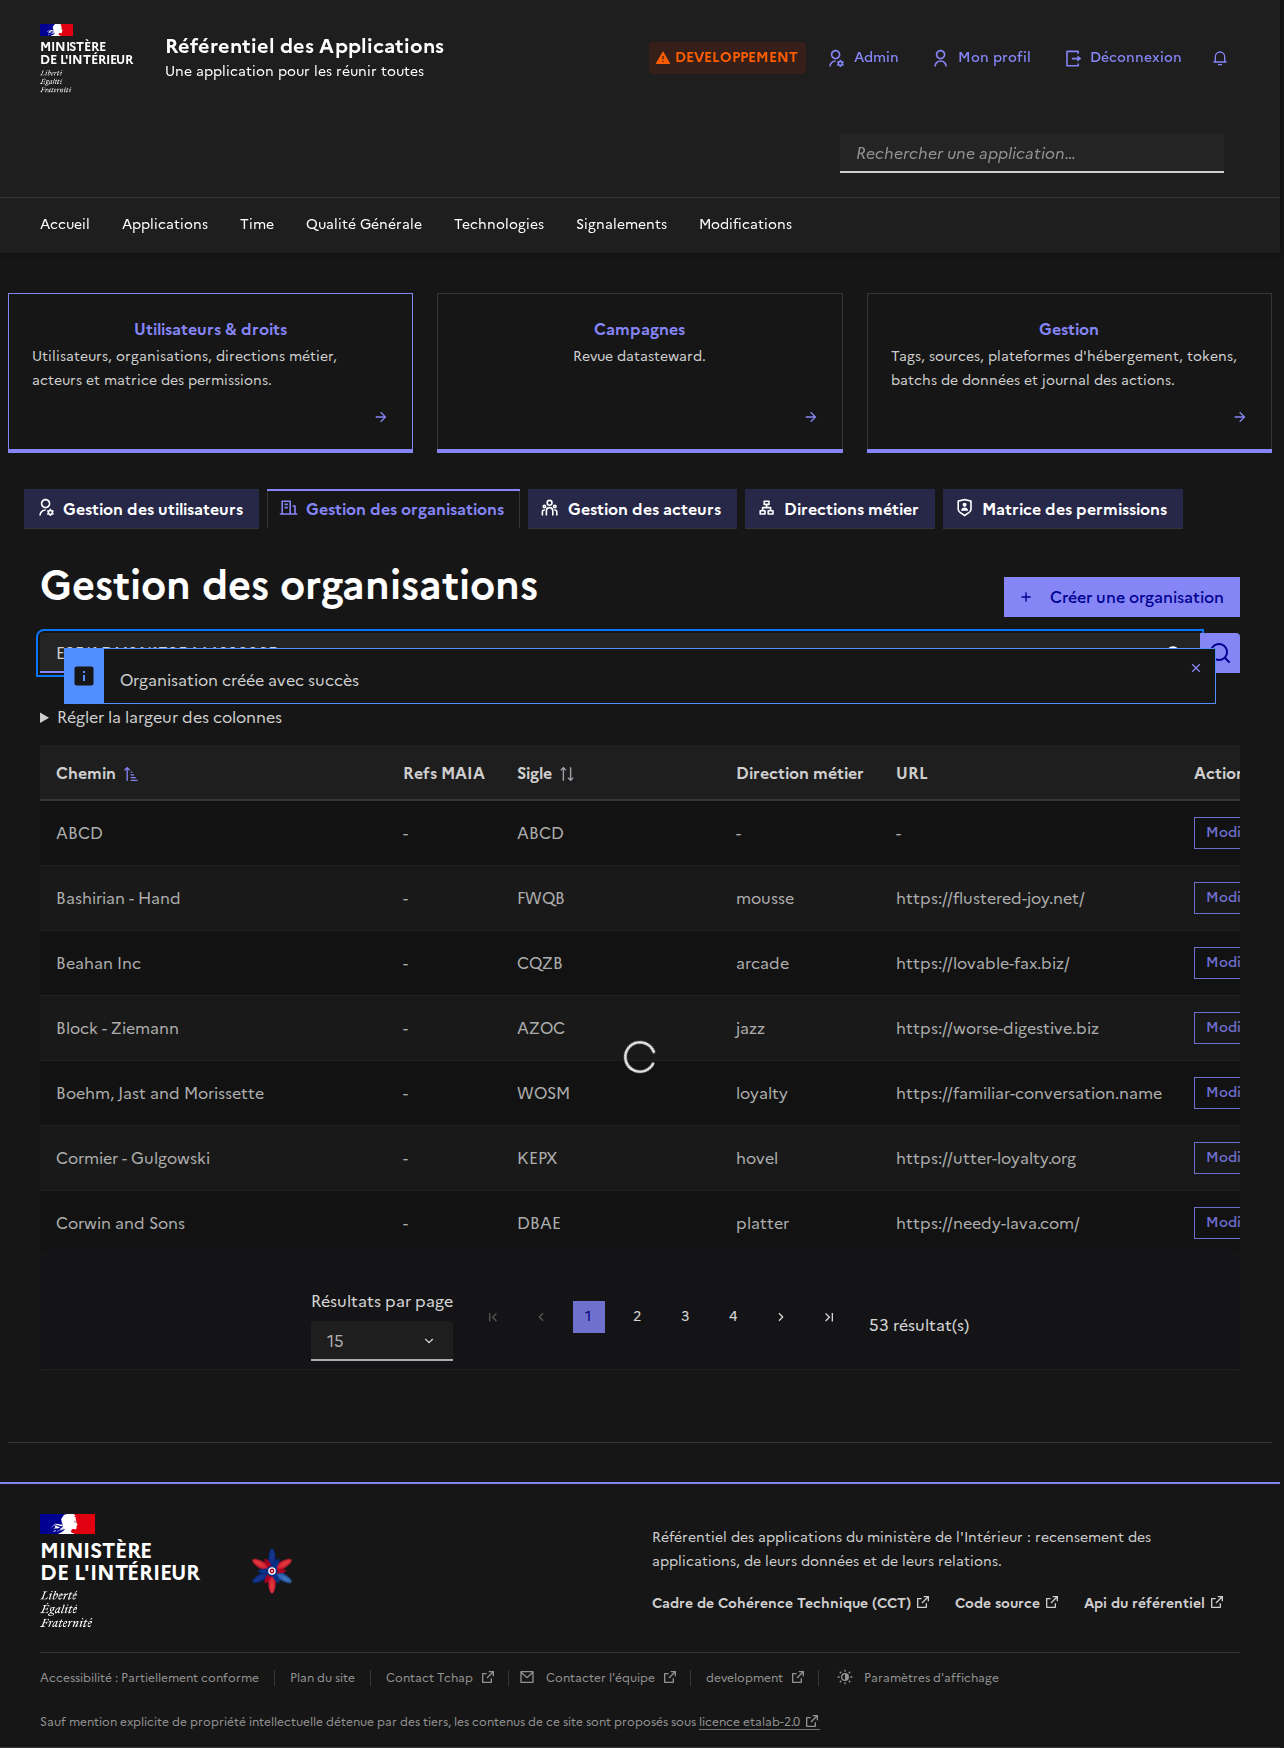 MINISTÈRE
DE L'INTÉRIEUR
Liberté
Égalité
Fraternité
Référentiel des Applications
Une application pour les réunir toutes
DEVELOPPEMENT
Admin
Mon profil
Déconnexion
Rechercher une application...
Accueil
Applications
Time
Qualité Générale
Technologies
Signalements
Modifications
Utilisateurs & droits
Utilisateurs, organisations, directions métier,
acteurs et matrice des permissions.
Campagnes
Revue datasteward.
Gestion
Tags, sources, plateformes d'hébergement, tokens,
batchs de données et journal des actions.
Gestion des utilisateurs
Gestion des organisations
Gestion des acteurs
Directions métier
Matrice des permissions
Gestion des organisations
+ Créer une organisation
Organisation créée avec succès
Régler la largeur des colonnes
Chemin Refs MAIA Sigle Direction métier URL Action
ABCD - ABCD - - Modi
Bashirian - Hand - FWQB mousse https://flustered-joy.net/ Modi
Beahan Inc - CQZB arcade https://lovable-fax.biz/ Modi
Block - Ziemann - AZOC jazz https://worse-digestive.biz Modi
Boehm, Jast and Morissette - WOSM loyalty https://familiar-conversation.name Modi
Cormier - Gulgowski - KEPX hovel https://utter-loyalty.org Modi
Corwin and Sons - DBAE platter https://needy-lava.com/ Modi
Résultats par page
15
1 2 3 4
53 résultat(s)
MINISTÈRE
DE L'INTÉRIEUR
Liberté
Égalité
Fraternité
Référentiel des applications du ministère de l'Intérieur : recensement des
applications, de leurs données et de leurs relations.
Cadre de Cohérence Technique (CCT)
Code source
Api du référentiel
Accessibilité : Partiellement conforme
Plan du site
Contact Tchap
Contacter l'équipe
development
Paramètres d'affichage
Sauf mention explicite de propriété intellectuelle détenue par des tiers, les contenus de ce site sont proposés sous licence etalab-2.0